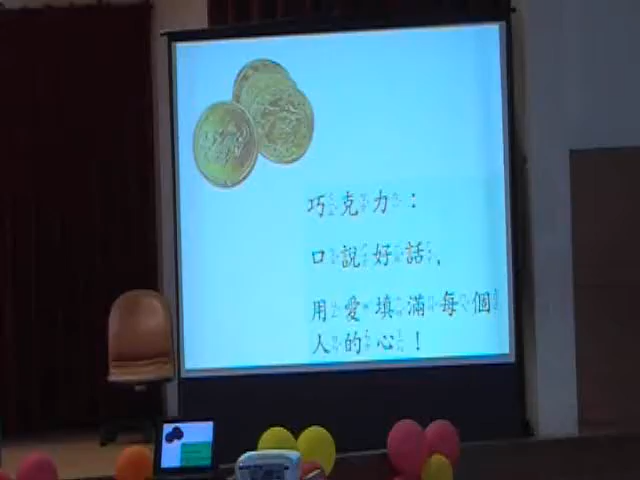 巧克力：
口說好話，
用愛填滿每個
人的心！